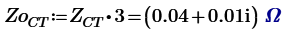 Zo_CT := Z_CT • 3 = (0.04 + 0.01i) Ω